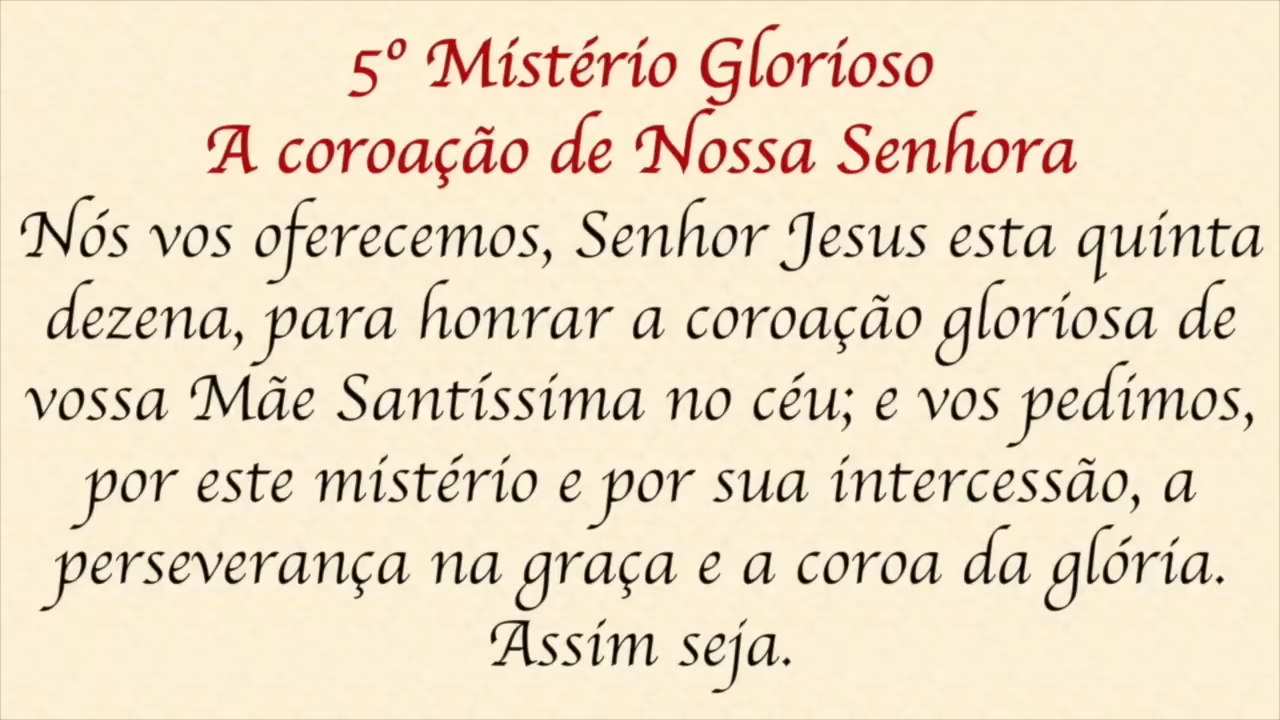 5º Mistério Glorioso
A coroação de Nossa Senhora
Nós vos oferecemos, Senhor Jesus esta quinta
dezena, para honrar a coroação gloriosa de
vossa Mãe Santíssima no céu; e vos pedimos,
por este mistério e por sua intercessão, a
perseverança na graça e a coroa da glória.
Assim seja.